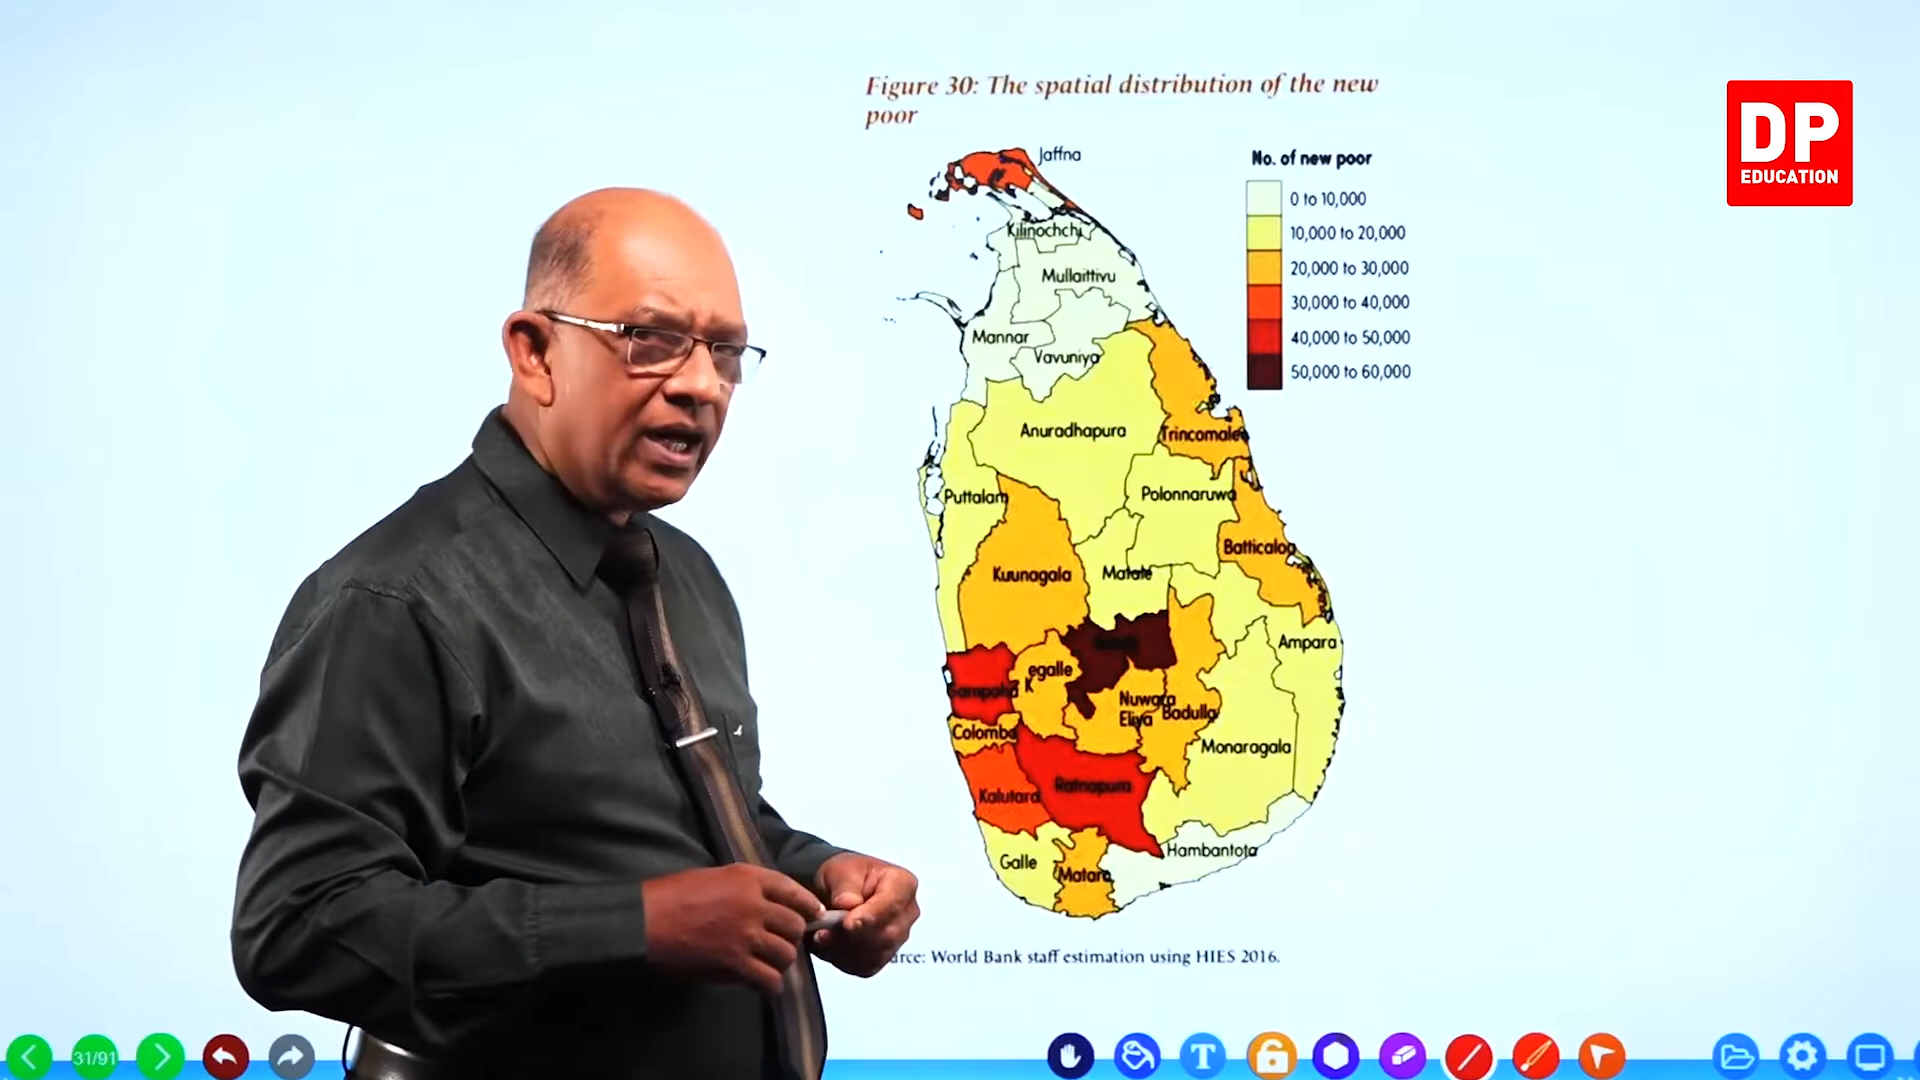 Figure 30: The spatial distribution of the new
poor
DP
EDUCATION
Jaffna
No. of new poor
0 to 10,000
10,000 to 20,000
20,000 to 30,000
30,000 to 40,000
40,000 to 50,000
50,000 to 60,000
Kilinochchi
Mullaittivu
Mannar
Vavuniya
Anuradhapura
Trincomalee
Puttalam
Polonnaruwa
Batticaloa
Kuunagala
Matale
Ampara
egalle
K
Gampaha
Nuwara
Eliya
Badulla
Colombo
Monaragala
Ratnapura
Kalutara
Hambantota
Galle
Matara
World Bank staff estimation using HIES 2016.
31/91
T